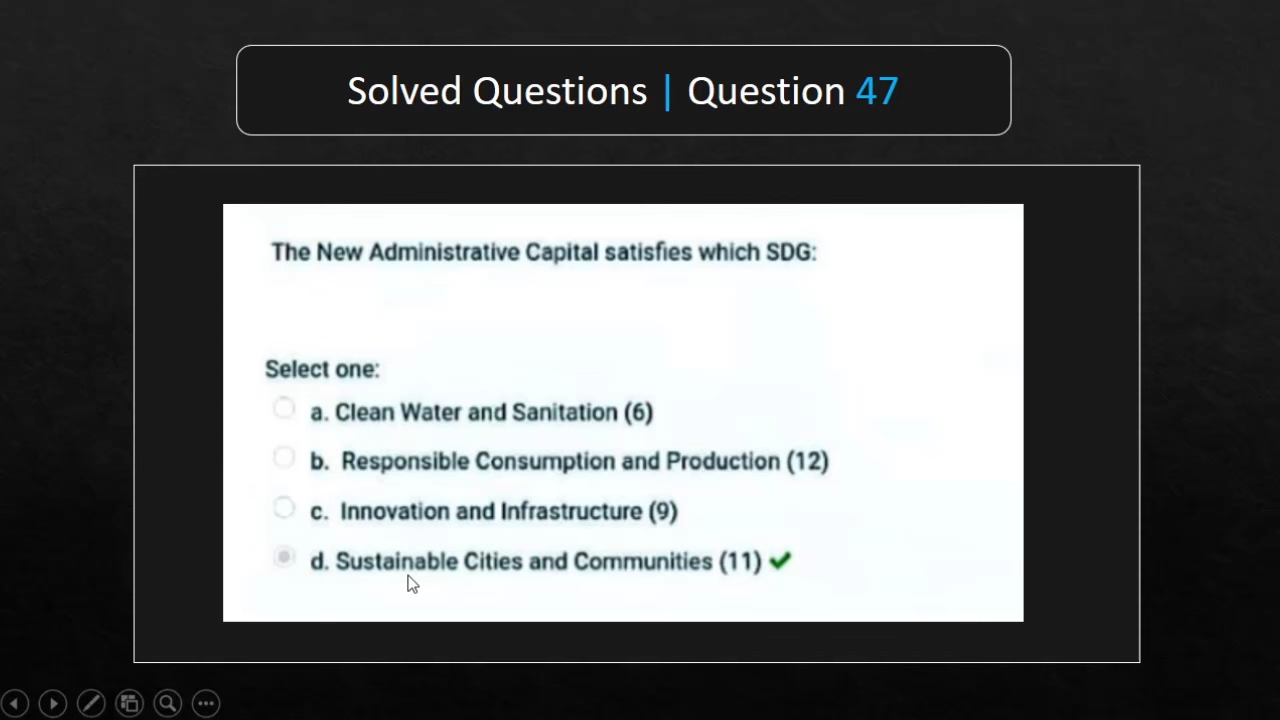 Solved Questions | Question 47
The New Administrative Capital satisfies which SDG:
Select one:
a. Clean Water and Sanitation (6)
b. Responsible Consumption and Production (12)
c. Innovation and Infrastructure (9)
d. Sustainable Cities and Communities (11)